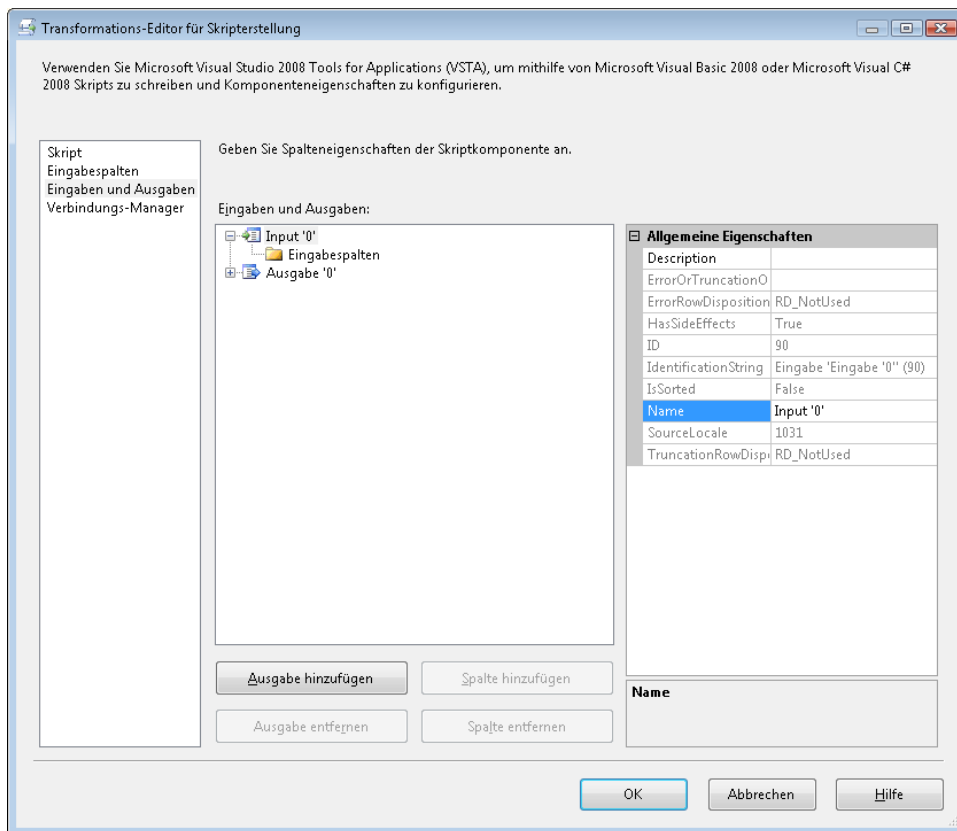 Transformations-Editor für Skripterstellung
Verwenden Sie Microsoft Visual Studio 2008 Tools for Applications (VSTA), um mithilfe von Microsoft Visual Basic 2008 oder Microsoft Visual C#
2008 Skripts zu schreiben und Komponenteneigenschaften zu konfigurieren.
Skript
Eingabespalten
Eingaben und Ausgaben
Verbindungs-Manager
Geben Sie Spalteneigenschaften der Skriptkomponente an.
Eingaben und Ausgaben:
Input '0'
Eingabespalten
Ausgabe '0'
Allgemeine Eigenschaften
Description
ErrorOrTruncationO
ErrorRowDisposition RD_NotUsed
HasSideEffects True
ID 90
IdentificationString Eingabe 'Eingabe '0'' (90)
IsSorted False
Name Input '0'
SourceLocale 1031
TruncationRowDispo RD_NotUsed
Ausgabe hinzufügen
Spalte hinzufügen
Ausgabe entfernen
Spalte entfernen
Name
OK
Abbrechen
Hilfe